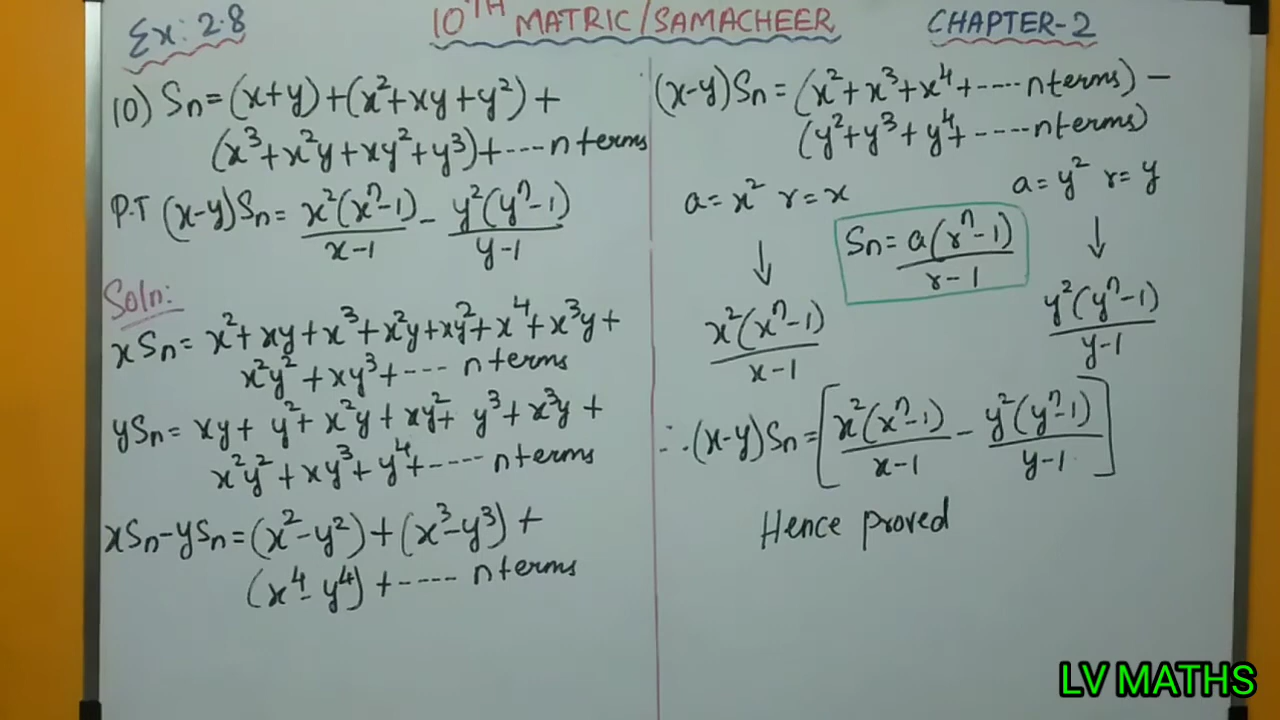 Ex: 2.8
10TH MATRIC/SAMACHEER
CHAPTER-2
10) Sn = (x+y) + (x²+xy+y²) +
(x³+x²y+xy²+y³)+---- n terms
P.T (x-y)Sn = x²(xⁿ-1)/x-1 - y²(yⁿ-1)/y-1
Soln:
xSn = x²+xy+x³+x²y+xy²+x⁴+x³y+
x²y²+xy³+---- n terms
ySn = xy+y²+x²y+xy²+y³+x³y+
x²y²+xy³+y⁴+---- n terms
xSn-ySn = (x²-y²)+(x³-y³)+
(x⁴-y⁴)+---- n terms
(x-y)Sn = (x²+x³+x⁴+---- n terms) -
(y²+y³+y⁴+---- n terms)
a = x² r = x
a = y² r = y
Sn = a(rⁿ-1)/r-1
x²(xⁿ-1)/x-1
y²(yⁿ-1)/y-1
∴ (x-y)Sn = [x²(xⁿ-1)/x-1 - y²(yⁿ-1)/y-1]
Hence proved
LV MATHS